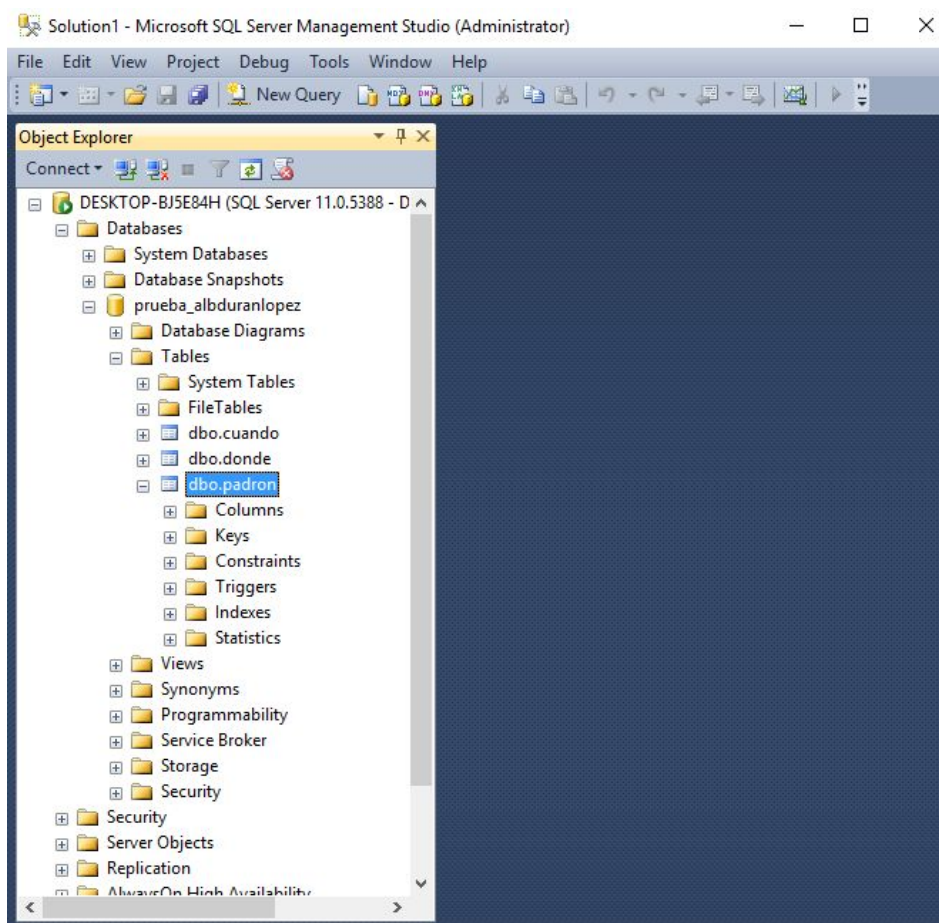 Solution1 - Microsoft SQL Server Management Studio (Administrator)
File Edit View Project Debug Tools Window Help
New Query
Object Explorer
Connect
DESKTOP-BJ5E84H (SQL Server 11.0.5388 - D
Databases
System Databases
Database Snapshots
prueba_albduranlopez
Database Diagrams
Tables
System Tables
FileTables
dbo.cuando
dbo.donde
dbo.padron
Columns
Keys
Constraints
Triggers
Indexes
Statistics
Views
Synonyms
Programmability
Service Broker
Storage
Security
Security
Server Objects
Replication
AlwaysOn High Availability